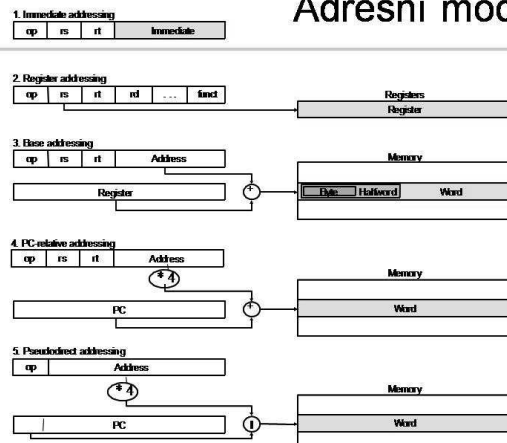 Adresni mod
1. Immediate addressing
op rs rt Immediate
2. Register addressing
op rs rt rd . . . funct
Registers
Register
3. Base addressing
op rs rt Address
Memory
Register
+
Byte Halfword Word
4. PC-relative addressing
op rs rt Address
* 4
Memory
PC
+
Word
5. Pseudodirect addressing
op Address
* 4
Memory
PC
Word